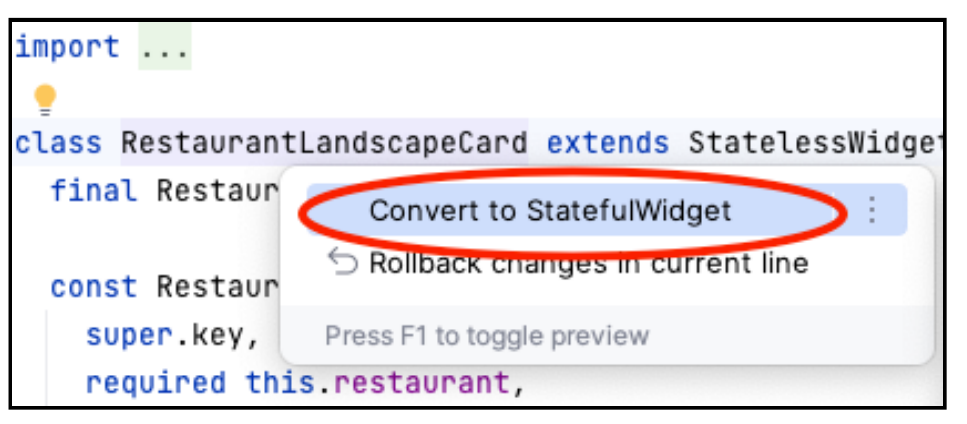 import ...
class RestaurantLandscapeCard extends StatelessWidget
final Restaur
Convert to StatefulWidget
Rollback changes in current line
const Restaur
super.key,
Press F1 to toggle preview
required this.restaurant,